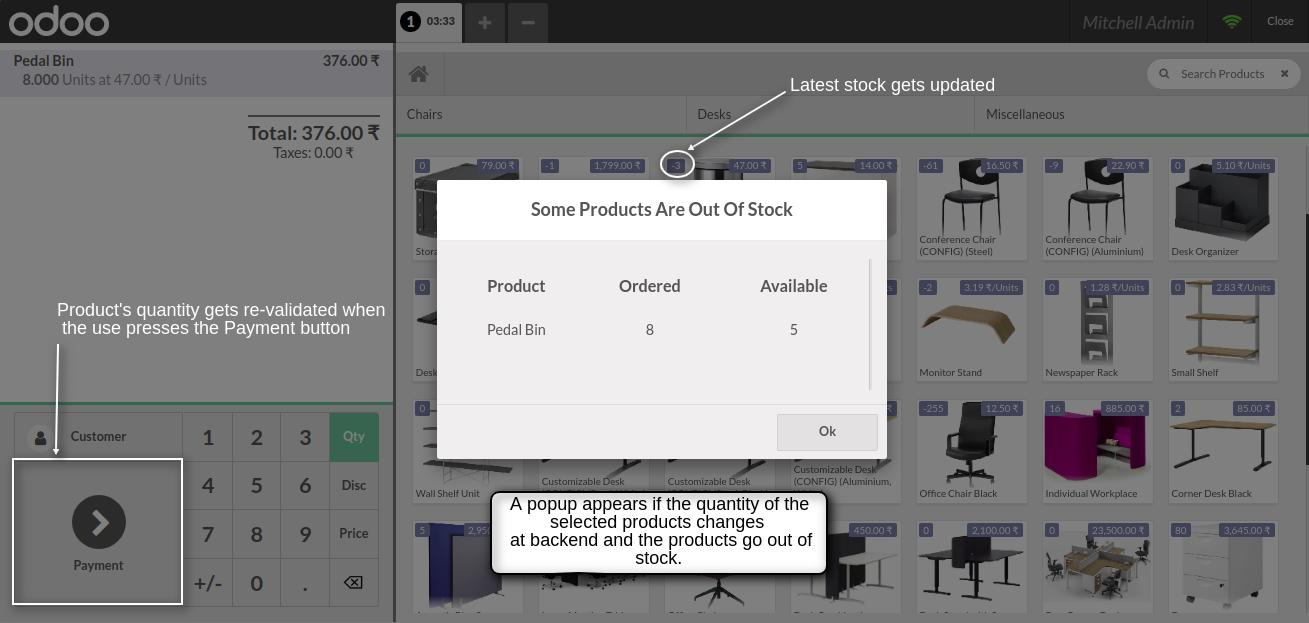 odoo
1 03:33
Mitchell Admin
Close
Pedal Bin 376.00 ₹
8.000 Units at 47.00 ₹ / Units
Total: 376.00 ₹
Taxes: 0.00 ₹
Search Products
Latest stock gets updated
Chairs
Desks
Miscellaneous
0 79.00 ₹
-1 1,799.00 ₹
-3 47.00 ₹
5 14.00 ₹
-61 16.50 ₹
-9 22.90 ₹
0 5.10 ₹/Units
Conference Chair
(CONFIG) (Steel)
Conference Chair
(CONFIG) (Aluminium)
Desk Organizer
Some Products Are Out Of Stock
Product Ordered Available
Pedal Bin 8 5
Ok
0
-2 3.19 ₹/Units
0 1.28 ₹/Units
0 2.83 ₹/Units
Monitor Stand
Newspaper Rack
Small Shelf
0
-255 12.50 ₹
16 885.00 ₹
2 85.00 ₹
Wall Shelf Unit
Customizable Desk
Customizable Desk
Customizable Desk
(CONFIG) (Aluminium,
Office Chair Black
Individual Workplace
Corner Desk Black
5
450.00 ₹
0 2,100.00 ₹
0 23,500.00 ₹
80 3,645.00 ₹
A popup appears if the quantity of the
selected products changes
at backend and the products go out of
stock.
Product's quantity gets re-validated when
the use presses the Payment button
Customer
1 2 3 Qty
4 5 6 Disc
7 8 9 Price
+/- 0 .
Payment